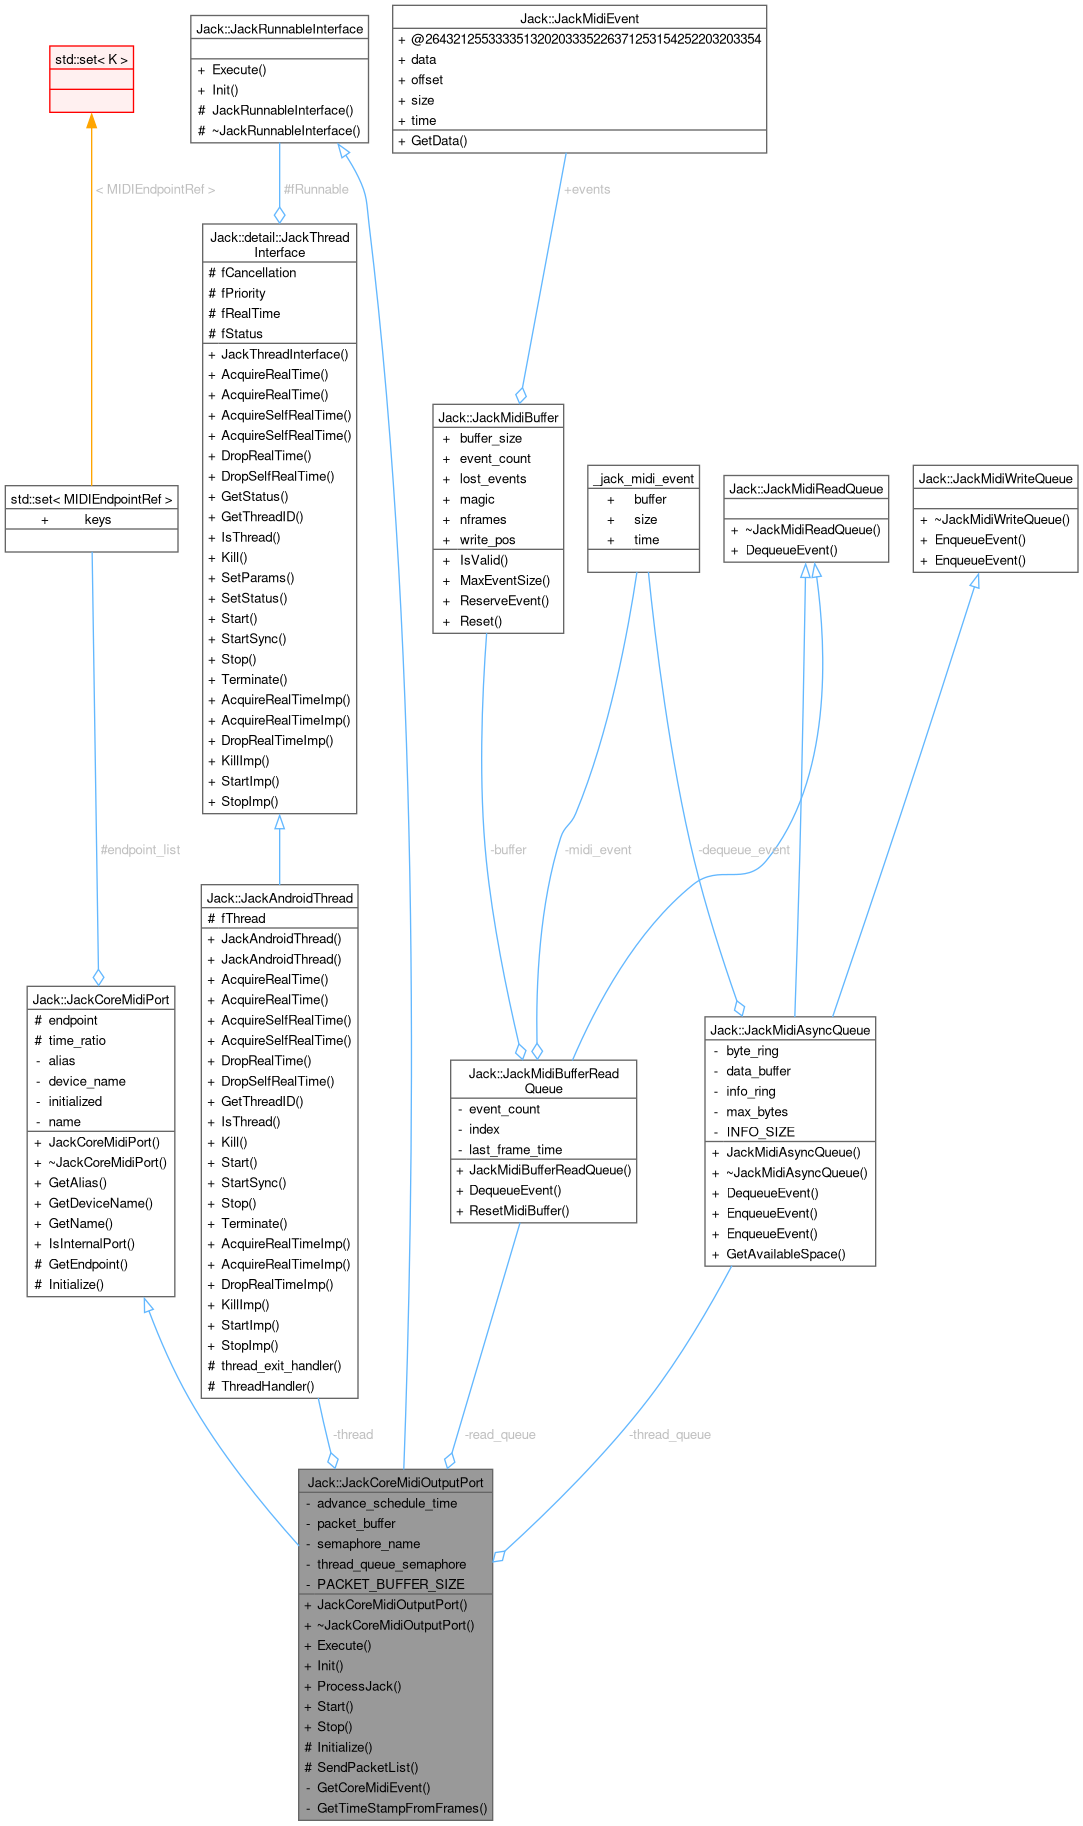 std::set< K >
Jack::JackRunnableInterface
+ Execute()
+ Init()
# JackRunnableInterface()
# ~JackRunnableInterface()
Jack::JackMidiEvent
+ data
+ offset
+ size
+ time
+ GetData()
< MIDIEndpointRef >
#fRunnable
+events
Jack::detail::JackThread
Interface
# fCancellation
# fPriority
# fRealTime
# fStatus
+ JackThreadInterface()
+ AcquireRealTime()
+ AcquireRealTime()
+ AcquireSelfRealTime()
+ AcquireSelfRealTime()
+ DropRealTime()
+ DropSelfRealTime()
+ GetStatus()
+ GetThreadID()
+ IsThread()
+ Kill()
+ SetParams()
+ SetStatus()
+ Start()
+ StartSync()
+ Stop()
+ Terminate()
+ AcquireRealTimeImp()
+ AcquireRealTimeImp()
+ DropRealTimeImp()
+ KillImp()
+ StartImp()
+ StopImp()
Jack::JackMidiBuffer
+ buffer_size
+ event_count
+ lost_events
+ magic
+ nframes
+ write_pos
+ IsValid()
+ MaxEventSize()
+ ReserveEvent()
+ Reset()
_jack_midi_event
+ buffer
+ size
+ time
Jack::JackMidiReadQueue
+ ~JackMidiReadQueue()
+ DequeueEvent()
Jack::JackMidiWriteQueue
+ ~JackMidiWriteQueue()
+ EnqueueEvent()
+ EnqueueEvent()
std::set< MIDIEndpointRef >
+ keys
#endpoint_list
-buffer
-midi_event
-dequeue_event
Jack::JackCoreMidiPort
# endpoint
# time_ratio
- alias
- device_name
- initialized
- name
+ JackCoreMidiPort()
+ ~JackCoreMidiPort()
+ GetAlias()
+ GetDeviceName()
+ GetName()
+ IsInternalPort()
# GetEndpoint()
# Initialize()
Jack::JackAndroidThread
# fThread
+ JackAndroidThread()
+ JackAndroidThread()
+ AcquireRealTime()
+ AcquireRealTime()
+ AcquireSelfRealTime()
+ AcquireSelfRealTime()
+ DropRealTime()
+ DropSelfRealTime()
+ GetThreadID()
+ IsThread()
+ Kill()
+ Start()
+ StartSync()
+ Stop()
+ Terminate()
+ AcquireRealTimeImp()
+ AcquireRealTimeImp()
+ DropRealTimeImp()
+ KillImp()
+ StartImp()
+ StopImp()
# thread_exit_handler()
# ThreadHandler()
Jack::JackMidiBufferRead
Queue
- event_count
- index
- last_frame_time
+ JackMidiBufferReadQueue()
+ DequeueEvent()
+ ResetMidiBuffer()
Jack::JackMidiAsyncQueue
- byte_ring
- data_buffer
- info_ring
- max_bytes
- INFO_SIZE
+ JackMidiAsyncQueue()
+ ~JackMidiAsyncQueue()
+ DequeueEvent()
+ EnqueueEvent()
+ EnqueueEvent()
+ GetAvailableSpace()
-thread
-read_queue
-thread_queue
Jack::JackCoreMidiOutputPort
- advance_schedule_time
- packet_buffer
- semaphore_name
- thread_queue_semaphore
- PACKET_BUFFER_SIZE
+ JackCoreMidiOutputPort()
+ ~JackCoreMidiOutputPort()
+ Execute()
+ Init()
+ ProcessJack()
+ Start()
+ Stop()
# Initialize()
# SendPacketList()
- GetCoreMidiEvent()
- GetTimeStampFromFrames()